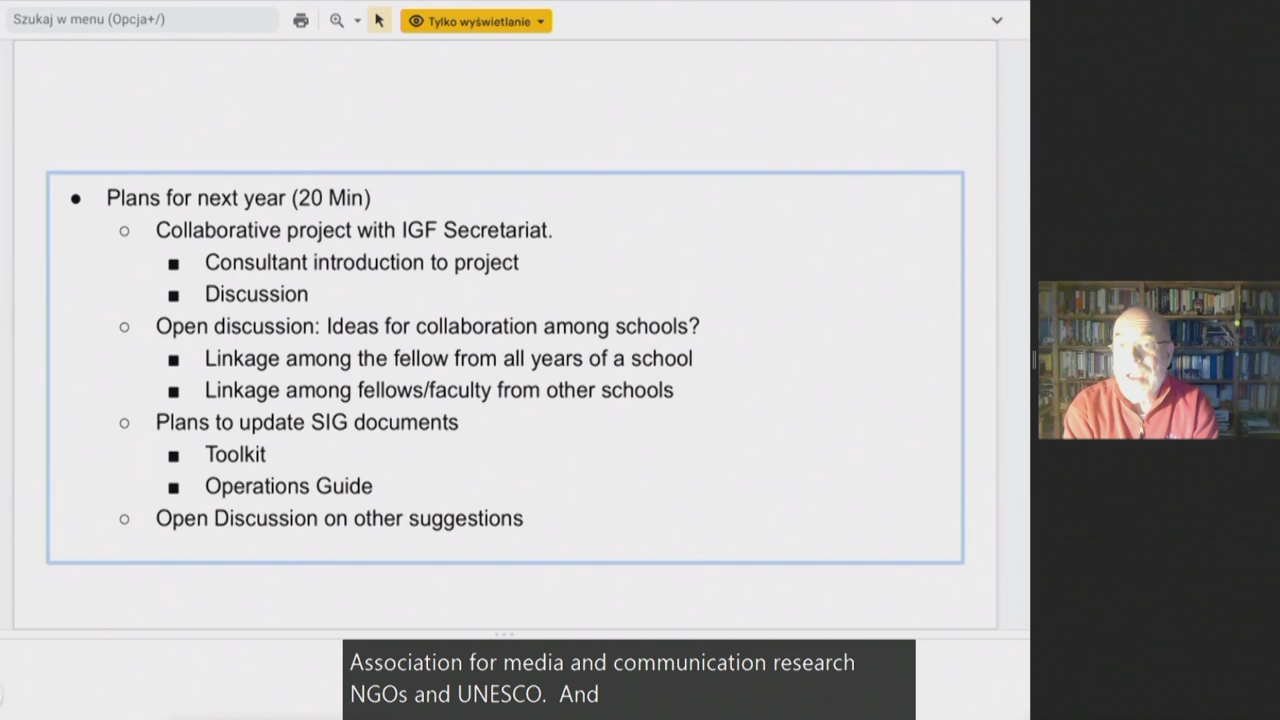 Szukaj w menu (Opcja+/)
Tylko wyświetlanie
● Plans for next year (20 Min)
○ Collaborative project with IGF Secretariat.
■ Consultant introduction to project
■ Discussion
○ Open discussion: Ideas for collaboration among schools?
■ Linkage among the fellow from all years of a school
■ Linkage among fellows/faculty from other schools
○ Plans to update SIG documents
■ Toolkit
■ Operations Guide
○ Open Discussion on other suggestions
Association for media and communication research
NGOs and UNESCO.  And